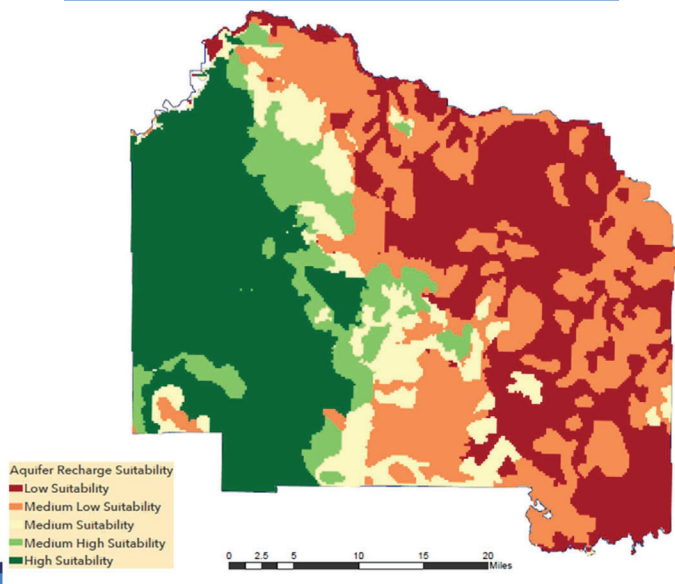 Aquifer Recharge Suitability
Low Suitability
Medium Low Suitability
Medium Suitability
Medium High Suitability
High Suitability
0 2.5 5 10 15 20
Miles